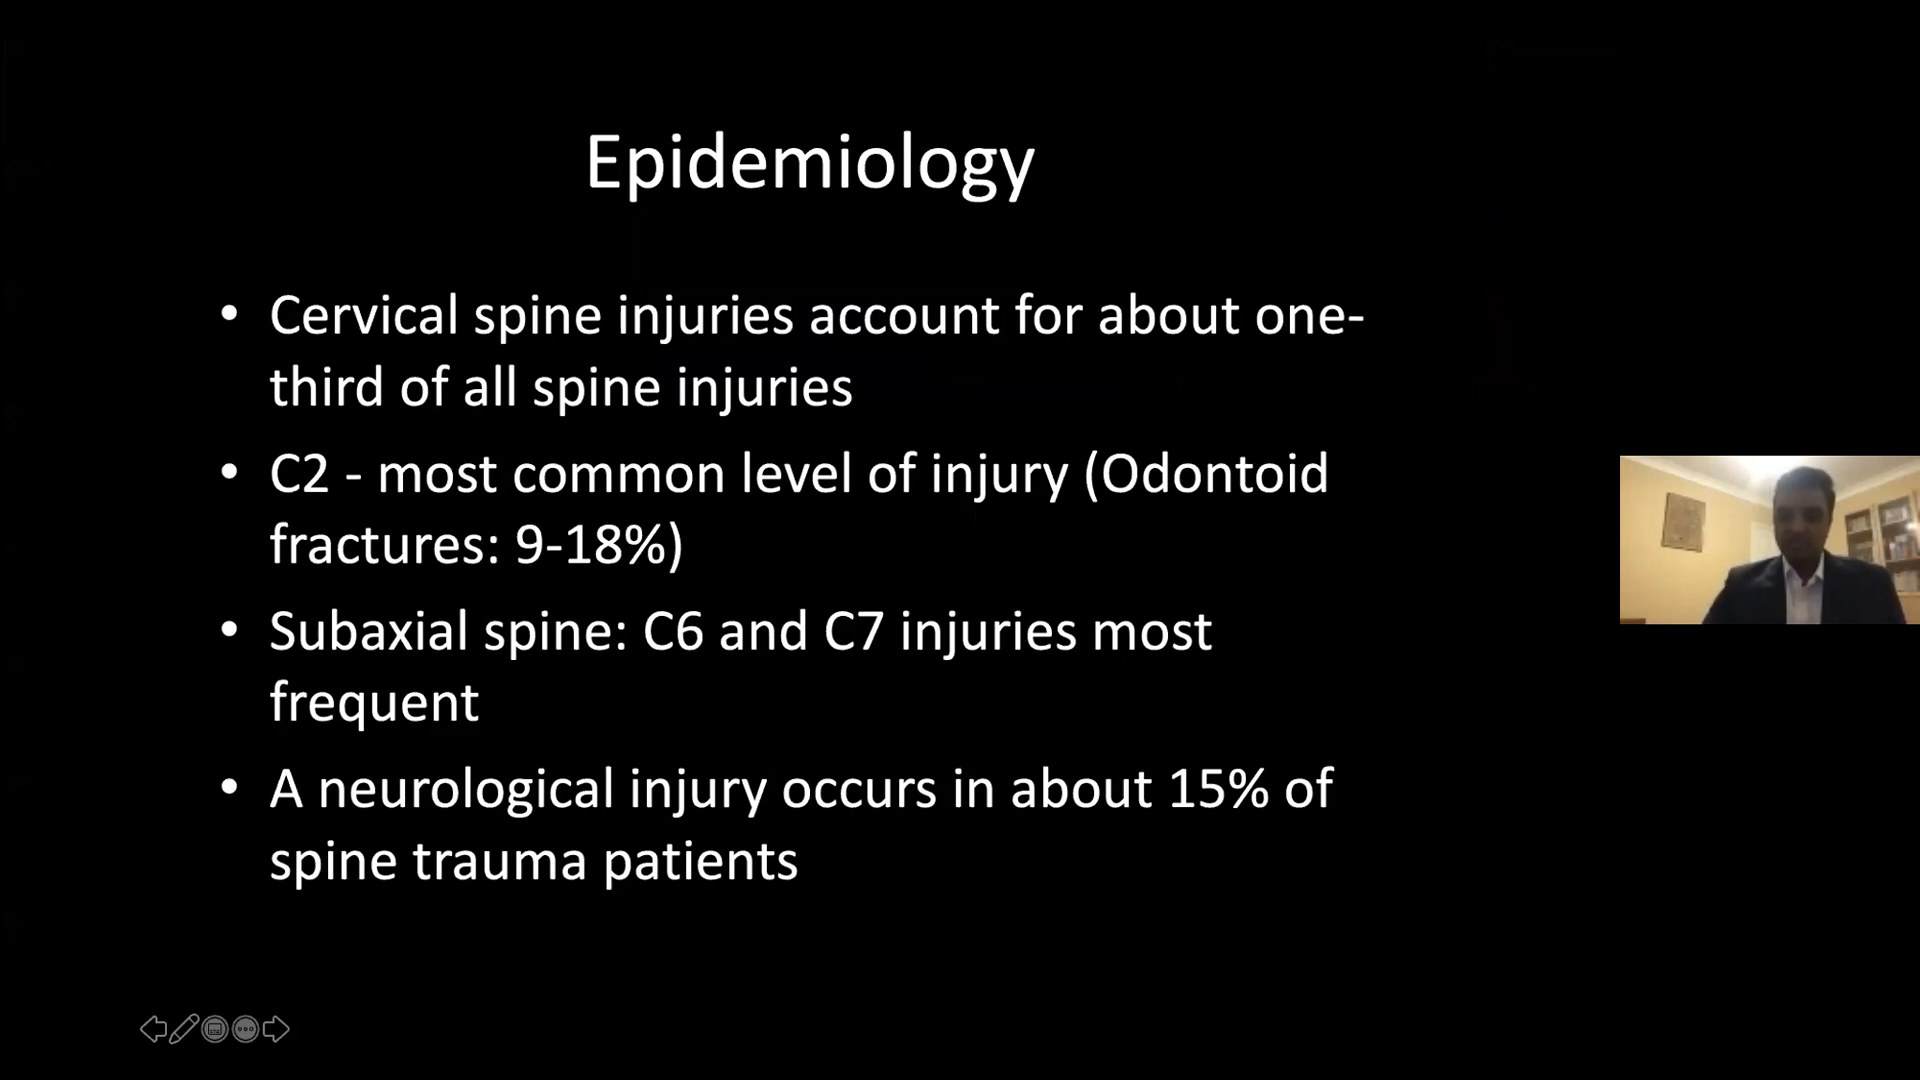 Epidemiology
• Cervical spine injuries account for about one-
third of all spine injuries
• C2 - most common level of injury (Odontoid
fractures: 9-18%)
• Subaxial spine: C6 and C7 injuries most
frequent
• A neurological injury occurs in about 15% of
spine trauma patients